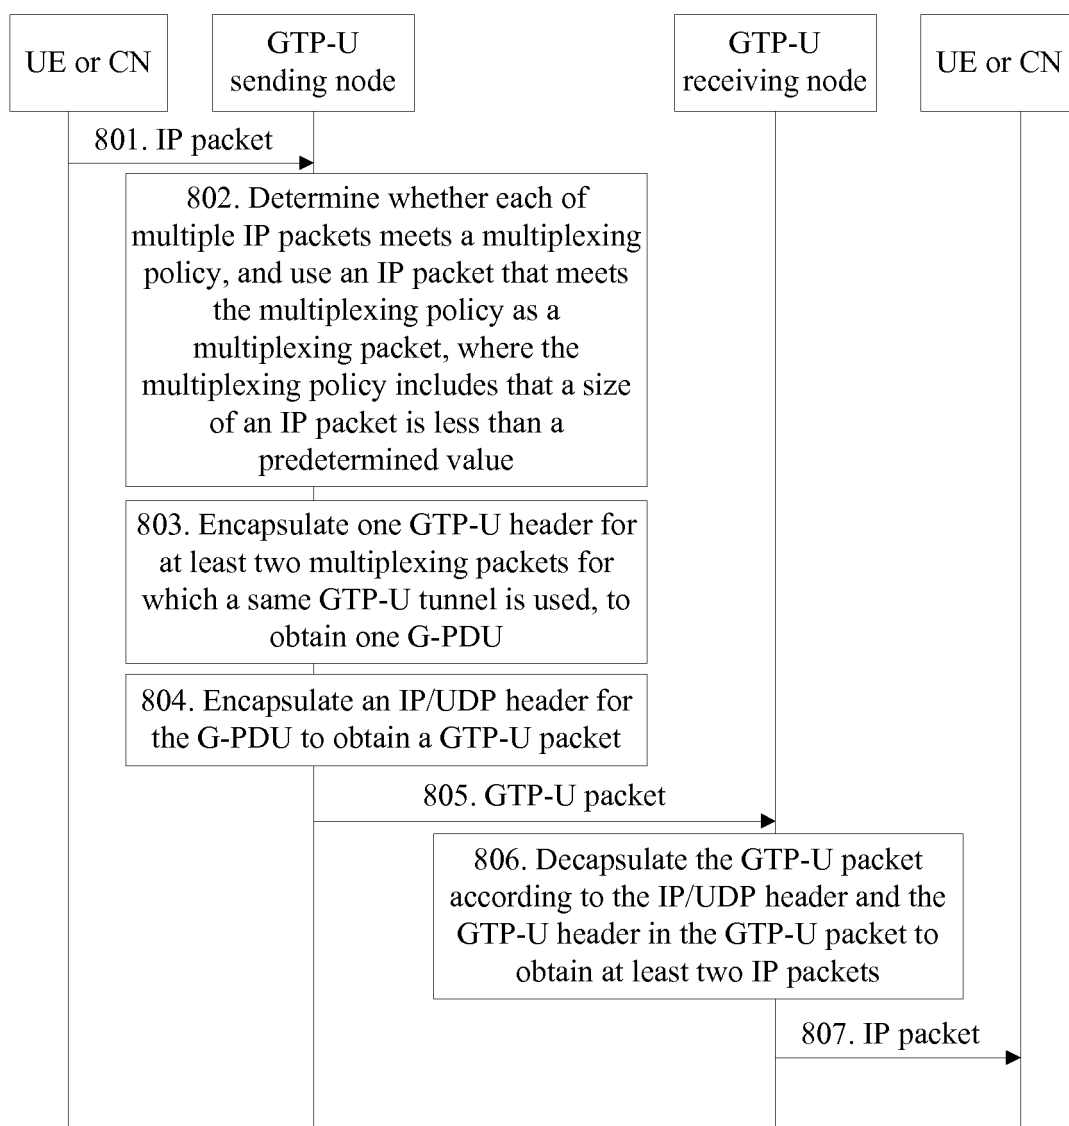 UE or CN
GTP-U
sending node
GTP-U
receiving node
UE or CN
801. IP packet
802. Determine whether each of
multiple IP packets meets a multiplexing
policy, and use an IP packet that meets
the multiplexing policy as a
multiplexing packet, where the
multiplexing policy includes that a size
of an IP packet is less than a
predetermined value
803. Encapsulate one GTP-U header for
at least two multiplexing packets for
which a same GTP-U tunnel is used, to
obtain one G-PDU
804. Encapsulate an IP/UDP header for
the G-PDU to obtain a GTP-U packet
805. GTP-U packet
806. Decapsulate the GTP-U packet
according to the IP/UDP header and the
GTP-U header in the GTP-U packet to
obtain at least two IP packets
807. IP packet